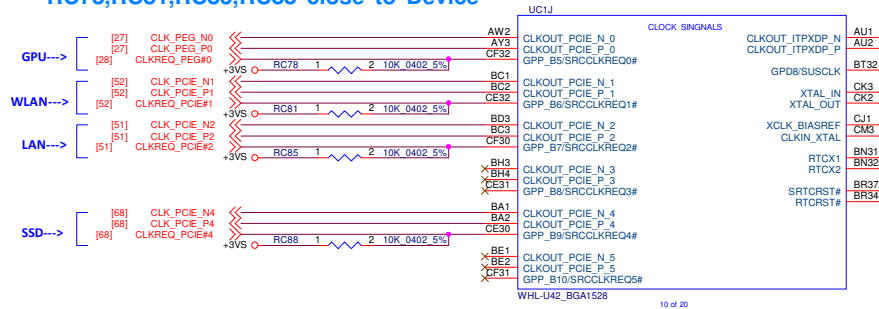 RC78,RC81,RC85,RC88 close to Device
UC1J
CLOCK SINGNALS
GPU--->
[27] CLK_PEG_N0
[27] CLK_PEG_P0
[28] CLKREQ_PEG#0
+3VS RC78 1 2 10K_0402_5%
AW2 CLKOUT_PCIE_N_0
AY3 CLKOUT_PCIE_P_0
CF32 GPP_B5/SRCCLKREQ0#
WLAN--->
[52] CLK_PCIE_N1
[52] CLK_PCIE_P1
[52] CLKREQ_PCIE#1
+3VS RC81 1 2 10K_0402_5%
BC1 CLKOUT_PCIE_N_1
BC2 CLKOUT_PCIE_P_1
CE32 GPP_B6/SRCCLKREQ1#
LAN--->
[51] CLK_PCIE_N2
[51] CLK_PCIE_P2
[51] CLKREQ_PCIE#2
+3VS RC85 1 2 10K_0402_5%
BD3 CLKOUT_PCIE_N_2
BC3 CLKOUT_PCIE_P_2
CF30 GPP_B7/SRCCLKREQ2#
BH3 CLKOUT_PCIE_N_3
BH4 CLKOUT_PCIE_P_3
CE31 GPP_B8/SRCCLKREQ3#
SSD--->
[68] CLK_PCIE_N4
[68] CLK_PCIE_P4
[68] CLKREQ_PCIE#4
+3VS RC88 1 2 10K_0402_5%
BA1 CLKOUT_PCIE_N_4
BA2 CLKOUT_PCIE_P_4
CE30 GPP_B9/SRCCLKREQ4#
BE1 CLKOUT_PCIE_N_5
BE2 CLKOUT_PCIE_P_5
CF31 GPP_B10/SRCCLKREQ5#
CLKOUT_ITPXDP_N AU1
CLKOUT_ITPXDP_P AU2
GPD8/SUSCLK BT32
XTAL_IN CK3
XTAL_OUT CK2
XCLK_BIASREF CJ1
CLKIN_XTAL CM3
RTCX1 BN31
RTCX2 BN32
SRTCRST# BR37
RTCRST# BR34
WHL-U42_BGA1528
10 of 20